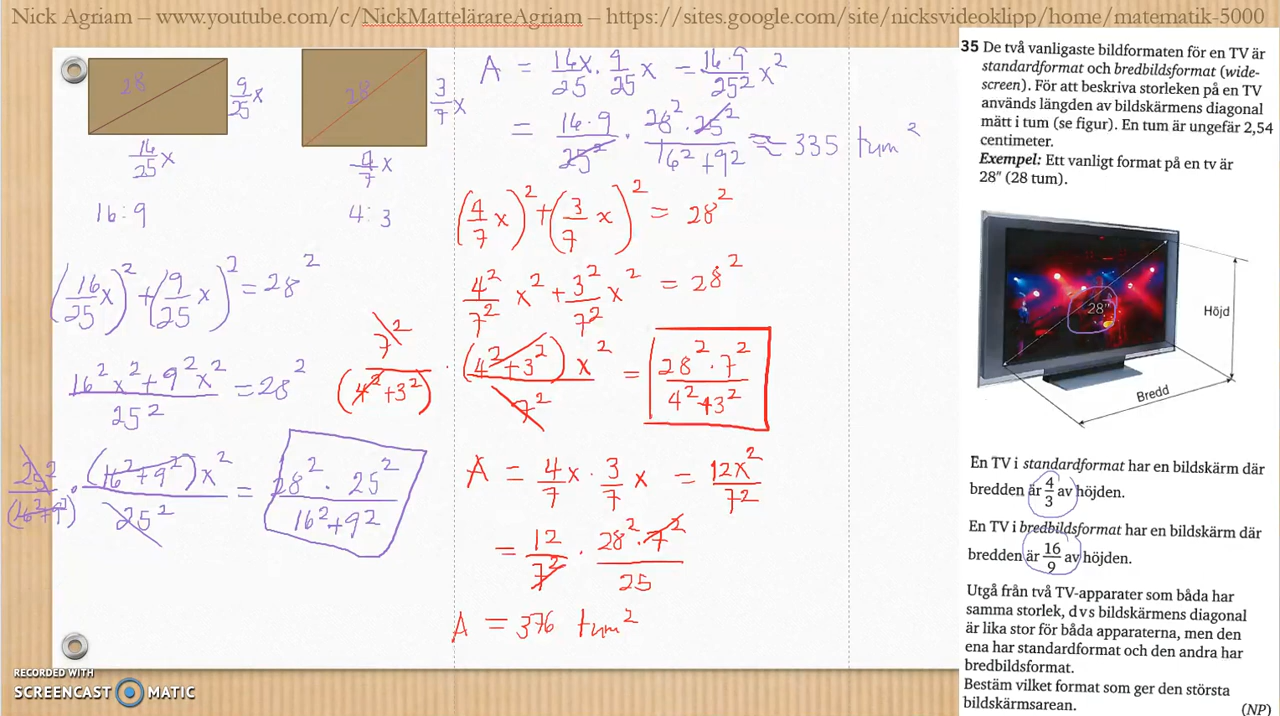 Nick Agriam – www.youtube.com/c/NickMattelärareAgriam – https://sites.google.com/site/nicksvideoklipp/home/matematik-5000
28
9/25 x
16/25 x
16:9
28
3/7 x
4/7 x
4:3
(16/25 x)² + (9/25 x)² = 28²
(16²x² + 9²x²)/25² = 28²
25²/(16²+9²) · (16²+9²)x²/25² = 28² · 25²/(16²+9²)
A = 16x/25 · 9/25 x = 16·9/25² x²
= 16·9/25² · 28²·25²/(16²+9²) ≈ 335 tum²
(4/7 x)² + (3/7 x)² = 28²
4²/7² x² + 3²/7² x² = 28²
7²/(4²+3²) · (4²+3²)x²/7² = 28²·7²/(4²+3²)
A = 4/7 x · 3/7 x = 12x²/7²
= 12/7² · 28²·7²/25
A = 376 tum²
35 De två vanligaste bildformaten för en TV är
standardformat och bredbildsformat (wide-
screen). För att beskriva storleken på en TV
används längden av bildskärmens diagonal
mätt i tum (se figur). En tum är ungefär 2,54
centimeter.
Exempel: Ett vanligt format på en tv är
28″ (28 tum).
28″
Höjd
Bredd
En TV i standardformat har en bildskärm där
bredden är 4/3 av höjden.
En TV i bredbildsformat har en bildskärm där
bredden är 16/9 av höjden.
Utgå från två TV-apparater som båda har
samma storlek, d v s bildskärmens diagonal
är lika stor för båda apparaterna, men den
ena har standardformat och den andra har
bredbildsformat.
Bestäm vilket format som ger den största
bildskärmsarean. (NP)
RECORDED WITH
SCREENCAST MATIC